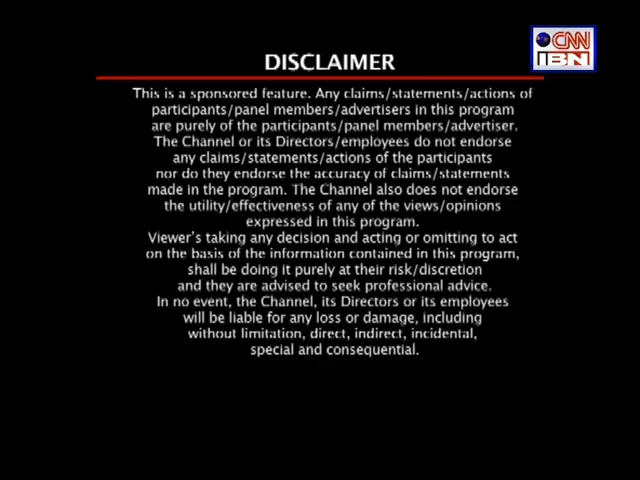 CNN
IBN
DISCLAIMER
This is a sponsored feature. Any claims/statements/actions of
participants/panel members/advertisers in this program
are purely of the participants/panel members/advertiser.
The Channel or its Directors/employees do not endorse
any claims/statements/actions of the participants
nor do they endorse the accuracy of claims/statements
made in the program. The Channel also does not endorse
the utility/effectiveness of any of the views/opinions
expressed in this program.
Viewer's taking any decision and acting or omitting to act
on the basis of the information contained in this program,
shall be doing it purely at their risk/discretion
and they are advised to seek professional advice.
In no event, the Channel, its Directors or its employees
will be liable for any loss or damage, including
without limitation, direct, indirect, incidental,
special and consequential.